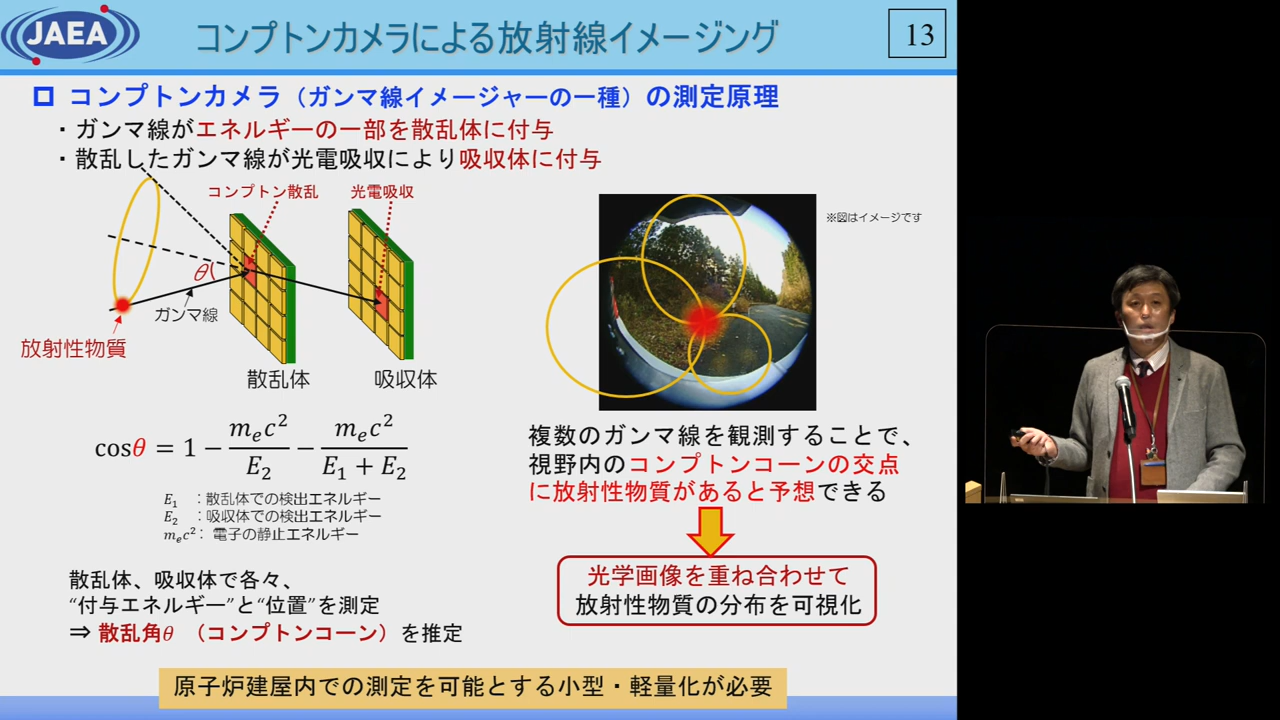 JAEA
コンプトンカメラによる放射線イメージング
13
コンプトンカメラ（ガンマ線イメージャーの一種）の測定原理
・ガンマ線がエネルギーの一部を散乱体に付与
・散乱したガンマ線が光電吸収により吸収体に付与
コンプトン散乱
光電吸収
※図はイメージです
θ
ガンマ線
放射性物質
散乱体
吸収体
cosθ = 1 − mₑc²/E₂ − mₑc²/(E₁ + E₂)
E₁ ：散乱体での検出エネルギー
E₂ ：吸収体での検出エネルギー
mₑc²： 電子の静止エネルギー
散乱体、吸収体で各々、
“付与エネルギー”と“位置”を測定
⇒ 散乱角θ （コンプトンコーン）を推定
複数のガンマ線を観測することで、
視野内のコンプトンコーンの交点
に放射性物質があると予想できる
光学画像を重ね合わせて
放射性物質の分布を可視化
原子炉建屋内での測定を可能とする小型・軽量化が必要